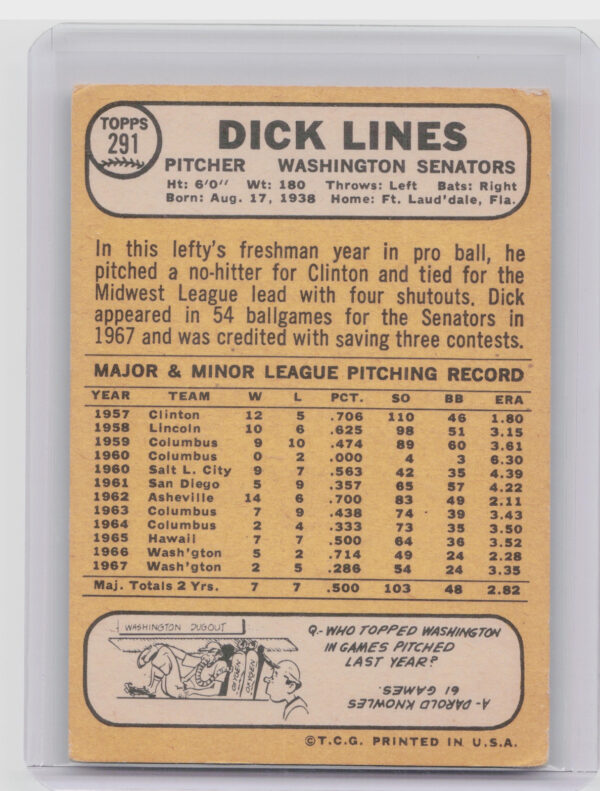 TOPPS
291
DICK LINES
PITCHER WASHINGTON SENATORS
Ht: 6'0" Wt: 180 Throws: Left Bats: Right
Born: Aug. 17, 1938 Home: Ft. Laud'dale, Fla.
In this lefty's freshman year in pro ball, he
pitched a no-hitter for Clinton and tied for the
Midwest League lead with four shutouts. Dick
appeared in 54 ballgames for the Senators in
1967 and was credited with saving three contests.
MAJOR & MINOR LEAGUE PITCHING RECORD
YEAR TEAM W L PCT. SO BB ERA
1957 Clinton 12 5 .706 110 46 1.80
1958 Lincoln 10 6 .625 98 51 3.15
1959 Columbus 9 10 .474 89 60 3.61
1960 Columbus 0 2 .000 4 3 6.30
1960 Salt L. City 9 7 .563 42 35 4.39
1961 San Diego 5 9 .357 65 57 4.22
1962 Asheville 14 6 .700 83 49 2.11
1963 Columbus 7 9 .438 74 39 3.43
1964 Columbus 2 4 .333 73 35 3.50
1965 Hawaii 7 7 .500 64 36 3.52
1966 Wash'gton 5 2 .714 49 24 2.28
1967 Wash'gton 2 5 .286 54 24 3.35
Maj. Totals 2 Yrs. 7 7 .500 103 48 2.82
WASHINGTON DUGOUT
OXYGEN
OXYGEN
Q.- WHO TOPPED WASHINGTON
IN GAMES PITCHED
LAST YEAR?
A- DAROLD KNOWLES
61 GAMES.
©T.C.G. PRINTED IN U.S.A.